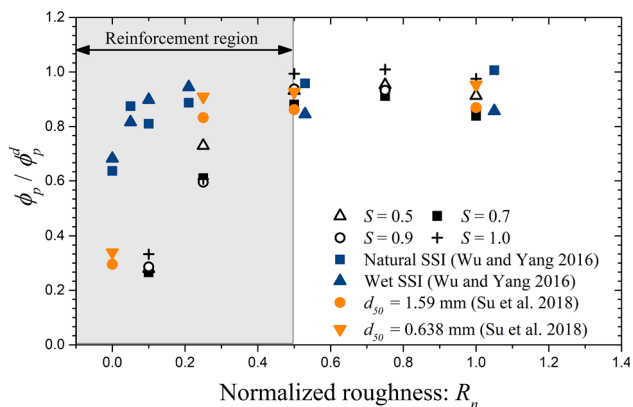 Reinforcement region
ϕp / ϕp^d
1.2
1.0
0.8
0.6
0.4
0.2
0.0
S = 0.5
S = 0.7
S = 0.9
S = 1.0
Natural SSI (Wu and Yang 2016)
Wet SSI (Wu and Yang 2016)
d50 = 1.59 mm (Su et al. 2018)
d50 = 0.638 mm (Su et al. 2018)
0.0 0.2 0.4 0.6 0.8 1.0 1.2 1.4
Normalized roughness: Rn